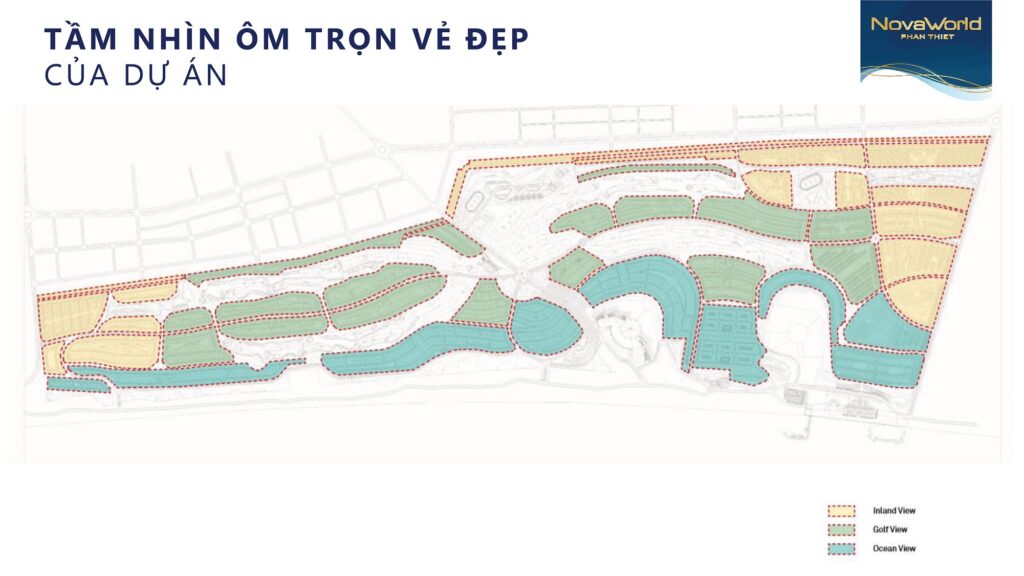 TẦM NHÌN ÔM TRỌN VẺ ĐẸP
CỦA DỰ ÁN
NovaWorld
PHAN THIET
Inland View
Golf View
Ocean View